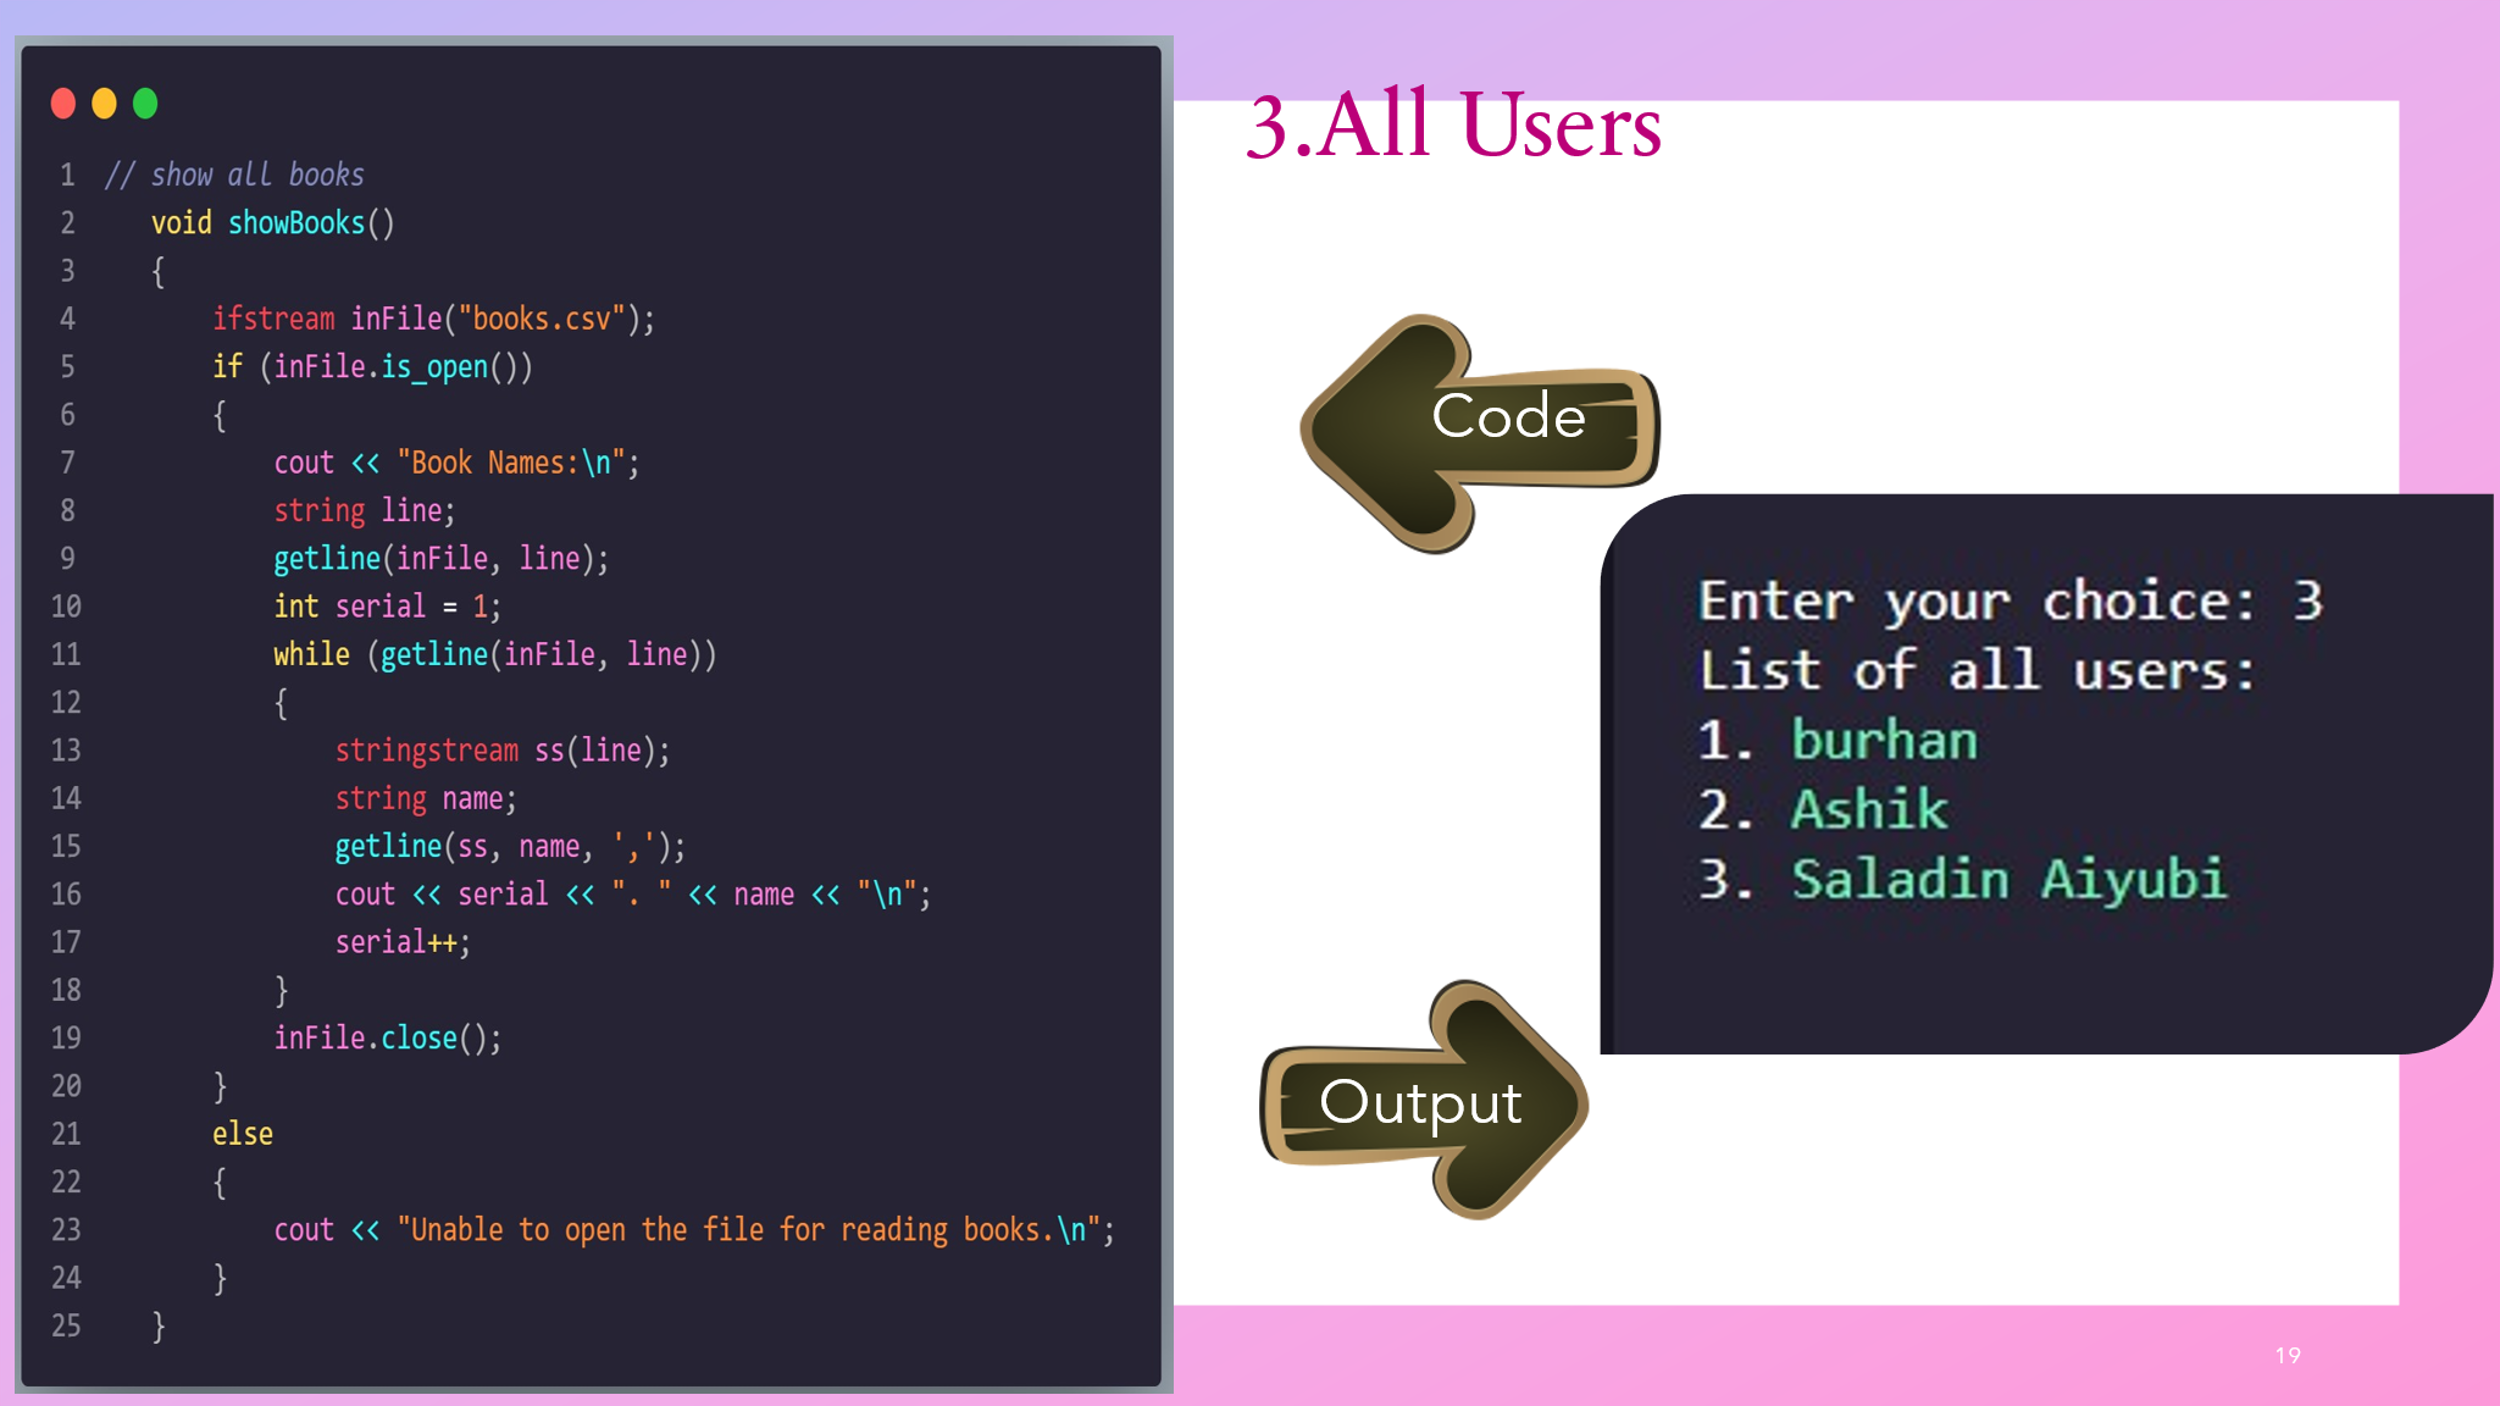 1 // show all books
2 void showBooks()
3 {
4 ifstream inFile("books.csv");
5 if (inFile.is_open())
6 {
7 cout << "Book Names:\n";
8 string line;
9 getline(inFile, line);
10 int serial = 1;
11 while (getline(inFile, line))
12 {
13 stringstream ss(line);
14 string name;
15 getline(ss, name, ',');
16 cout << serial << ". " << name << "\n";
17 serial++;
18 }
19 inFile.close();
20 }
21 else
22 {
23 cout << "Unable to open the file for reading books.\n";
24 }
25 }
3.All Users
Code
Enter your choice: 3
List of all users:
1. burhan
2. Ashik
3. Saladin Aiyubi
Output
19